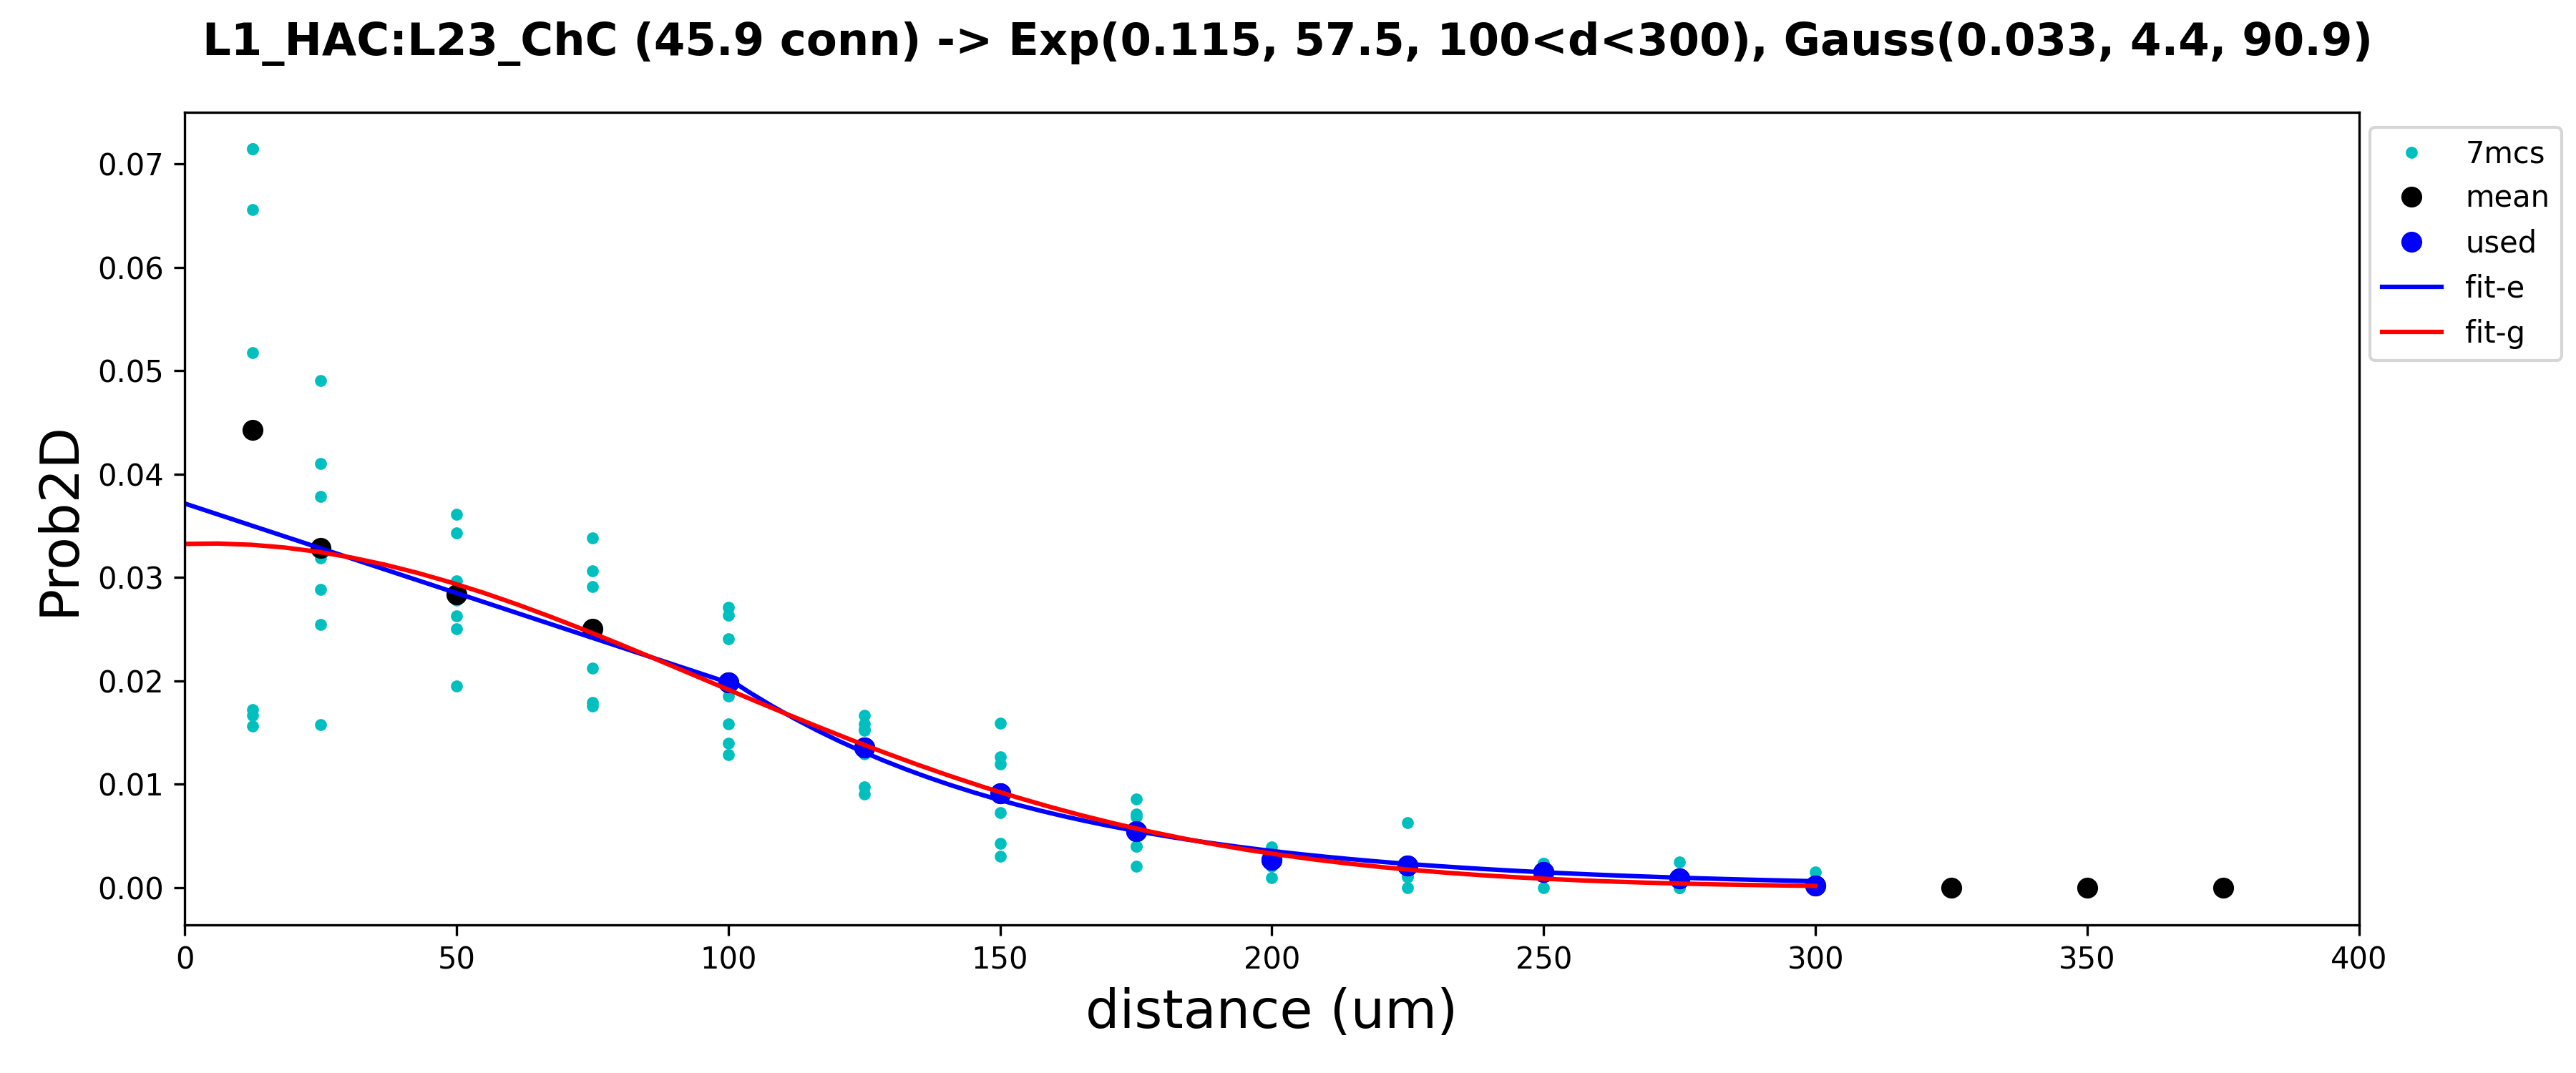 L1_HAC:L23_ChC (45.9 conn) -> Exp(0.115, 57.5, 100<d<300), Gauss(0.033, 4.4, 90.9)
Prob2D
0.07
0.06
0.05
0.04
0.03
0.02
0.01
0.00
0 50 100 150 200 250 300 350 400
distance (um)
7mcs
mean
used
fit-e
fit-g